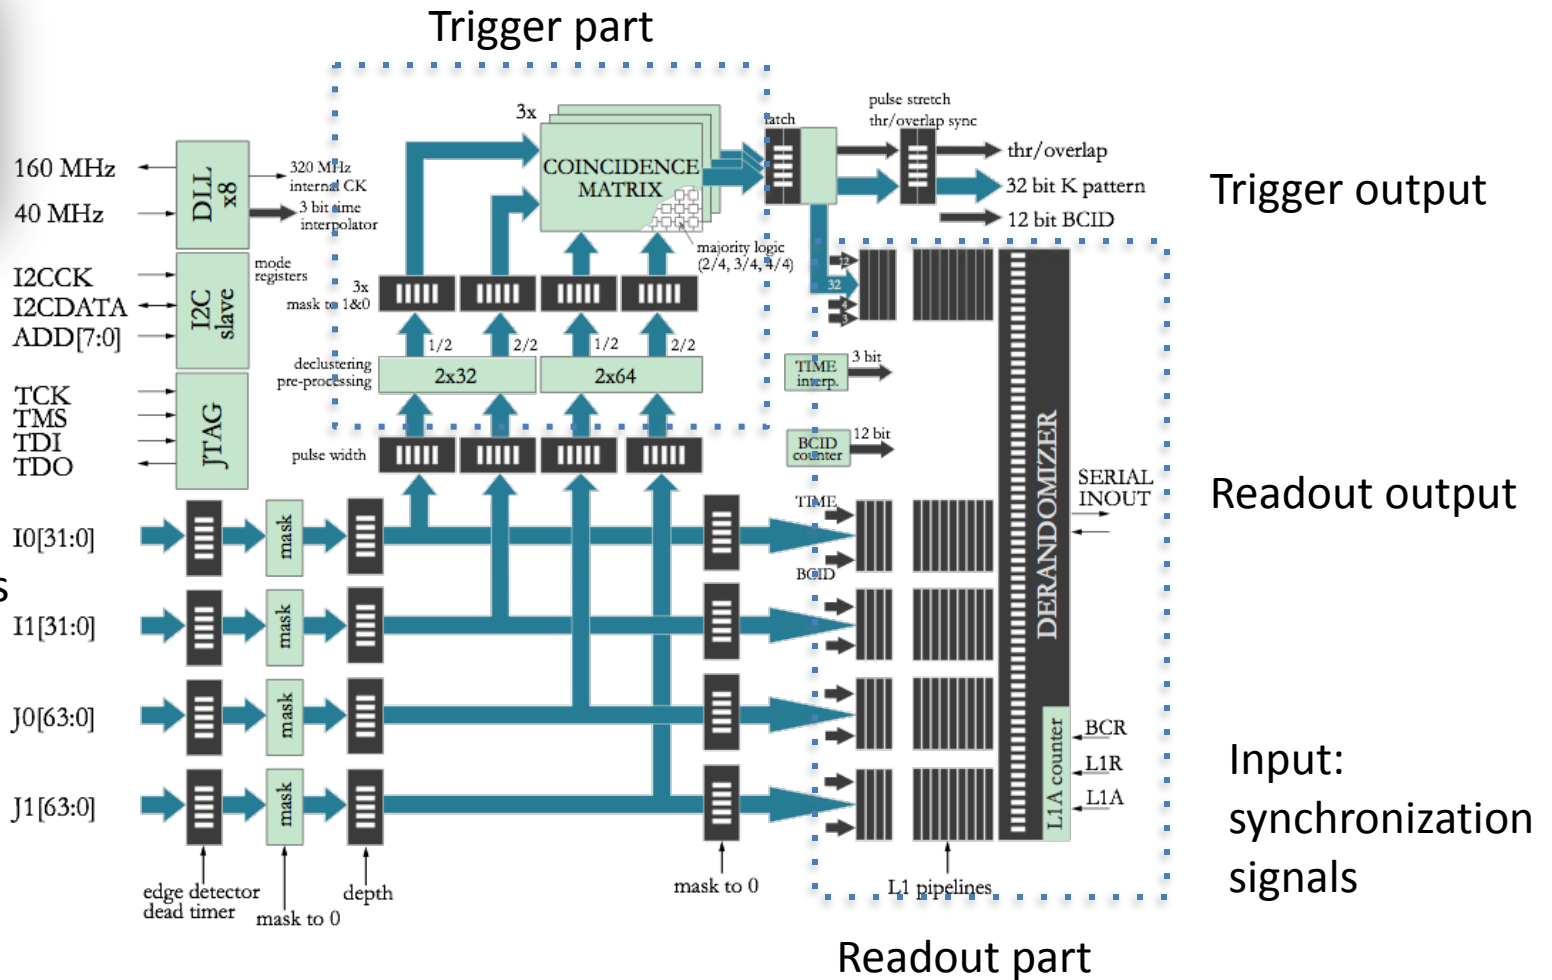 Trigger part
160 MHz
40 MHz
DLL
x8
320 MHz
internal CK
3 bit time
interpolator
I2CCK
I2CDATA
ADD[7:0]
I2C
slave
mode
registers
TCK
TMS
TDI
TDO
JTAG
3x
COINCIDENCE
MATRIX
majority logic
(2/4, 3/4, 4/4)
latch
pulse stretch
thr/overlap sync
thr/overlap
32 bit K pattern
12 bit BCID
Trigger output
3x
mask to 1&0
1/2
2/2
1/2
2/2
declustering
pre-processing
2x32
2x64
pulse width
12
32
4
3
TIME
interp.
3 bit
BCID
counter
12 bit
TIME
BCID
DERANDOMIZER
SERIAL
INOUT
Readout output
I0[31:0]
mask
s
I1[31:0]
mask
J0[63:0]
mask
J1[63:0]
mask
L1A counter
BCR
L1R
L1A
Input:
synchronization
signals
edge detector
dead timer
mask to 0
depth
mask to 0
L1 pipelines
Readout part